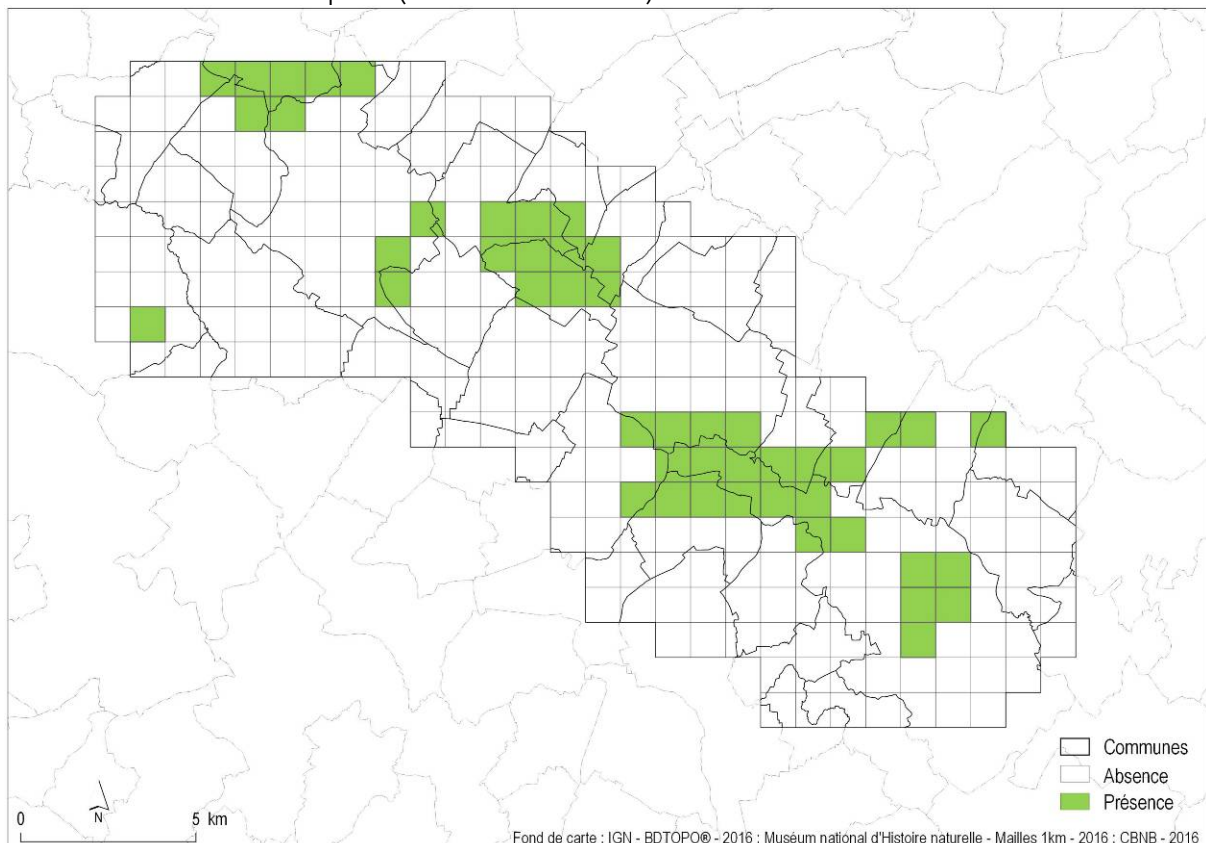 Communes
Absence
Présence
0 5 km
N
Fond de carte : IGN - BDTOPO® - 2016 ; Muséum national d'Histoire naturelle - Mailles 1km - 2016 ; CBNB - 2016